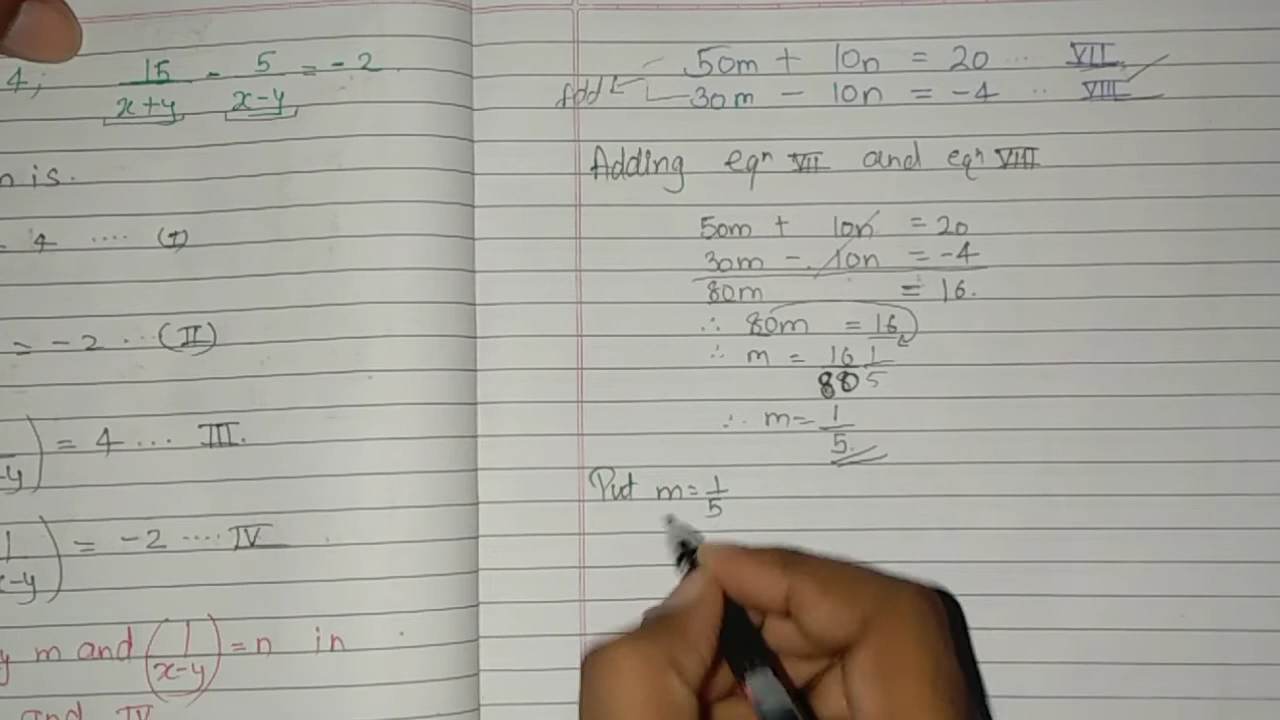 4; 15/x+y - 5/x-y = -2
n is.
= 4 .... (I)
= -2 ... (II)
-y) = 4 ... III.
1/x-y) = -2 .... IV
y m and (1/x-y) = n in
and IV
50m + 10n = 20 ... VII
Add 30m - 10n = -4 .. VIII
Adding eqn VII and eqn VIII
50m + 10n = 20
30m - 10n = -4
80m = 16.
∴ 80m = 16
∴ m = 16/80 1/5
∴ m = 1/5.
Put m = 1/5